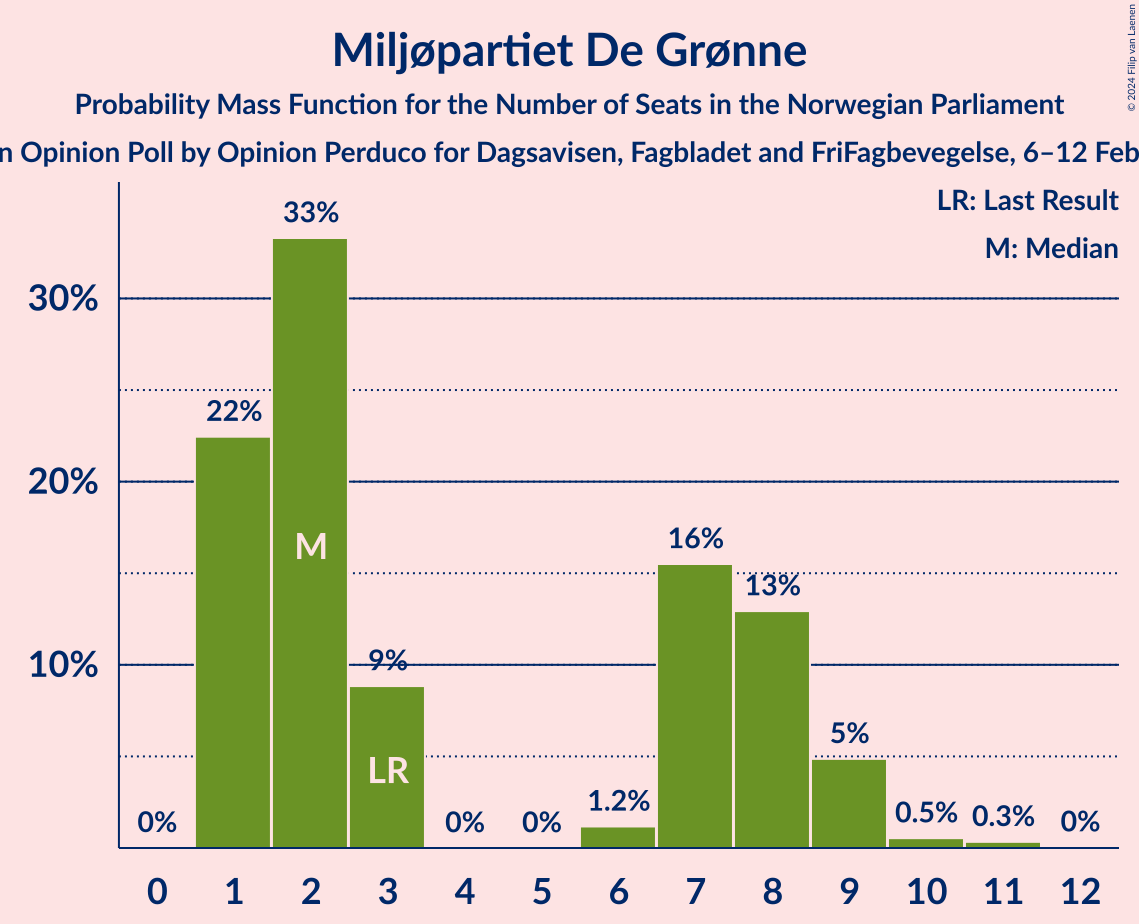 Miljøpartiet De Grønne
Probability Mass Function for the Number of Seats in the Norwegian Parliament
n Opinion Poll by Opinion Perduco for Dagsavisen, Fagbladet and FriFagbevegelse, 6–12 Feb
© 2024 Filip van Laenen
LR: Last Result
M: Median
33%
30%
22%
20%
M
16%
13%
10%
9%
LR
5%
0%
0%
0%
1.2%
0.5%
0.3%
0%
0 1 2 3 4 5 6 7 8 9 10 11 12